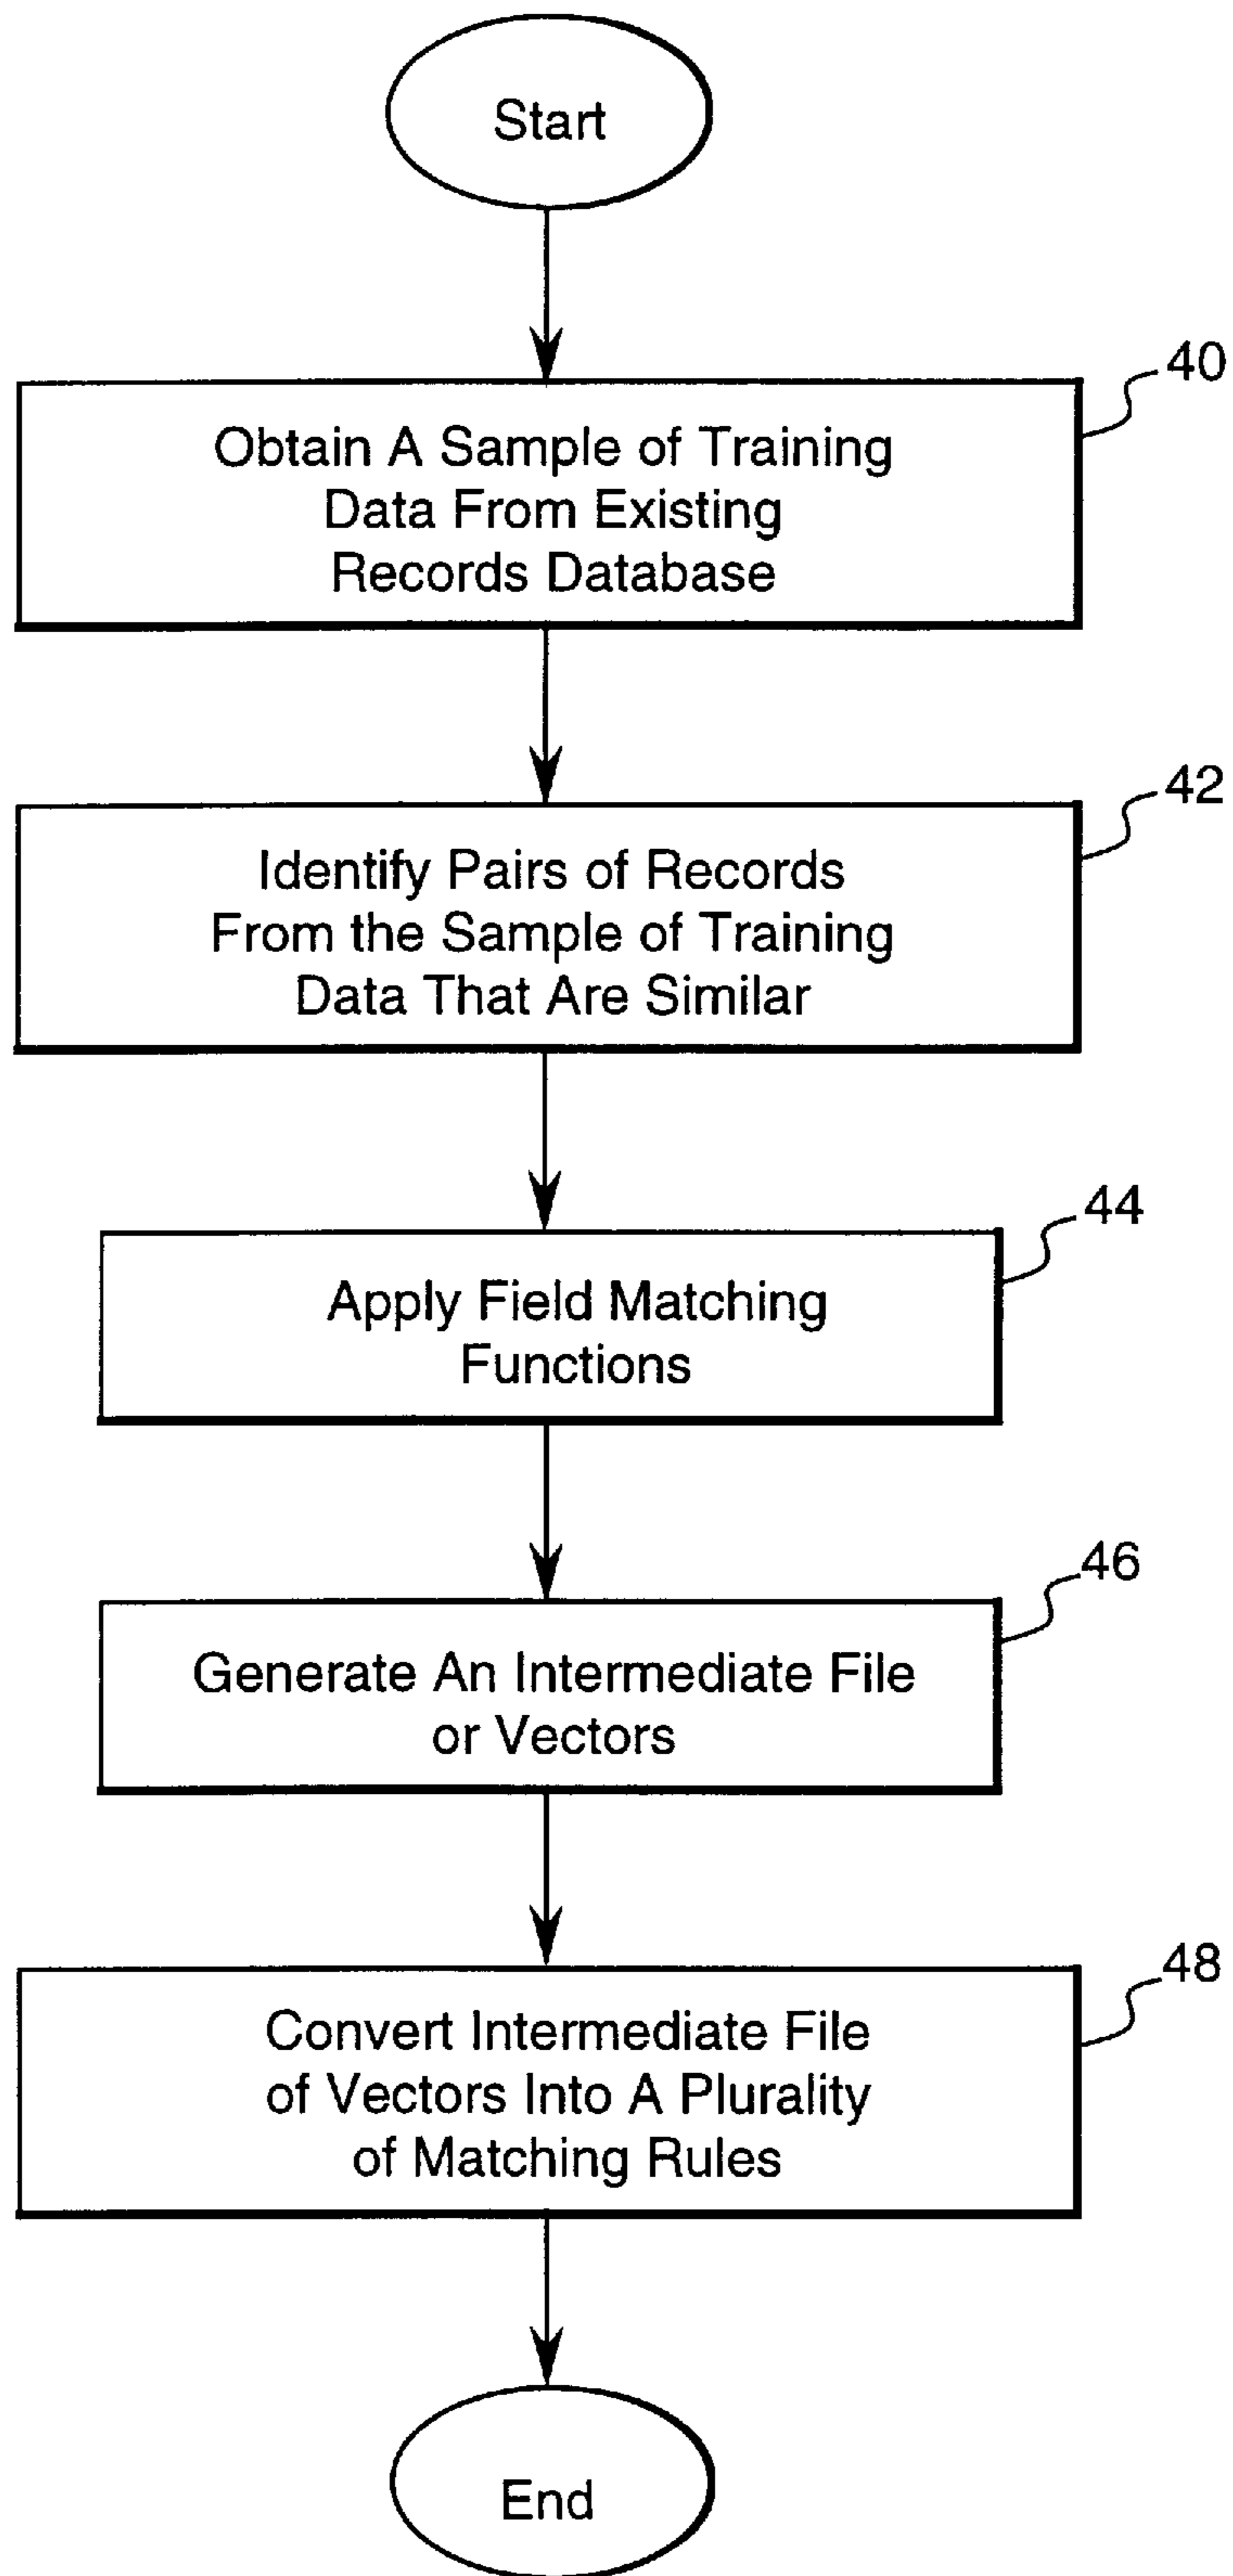 Start
40
Obtain A Sample of Training
Data From Existing
Records Database
42
Identify Pairs of Records
From the Sample of Training
Data That Are Similar
44
Apply Field Matching
Functions
46
Generate An Intermediate File
or Vectors
48
Convert Intermediate File
of Vectors Into A Plurality
of Matching Rules
End